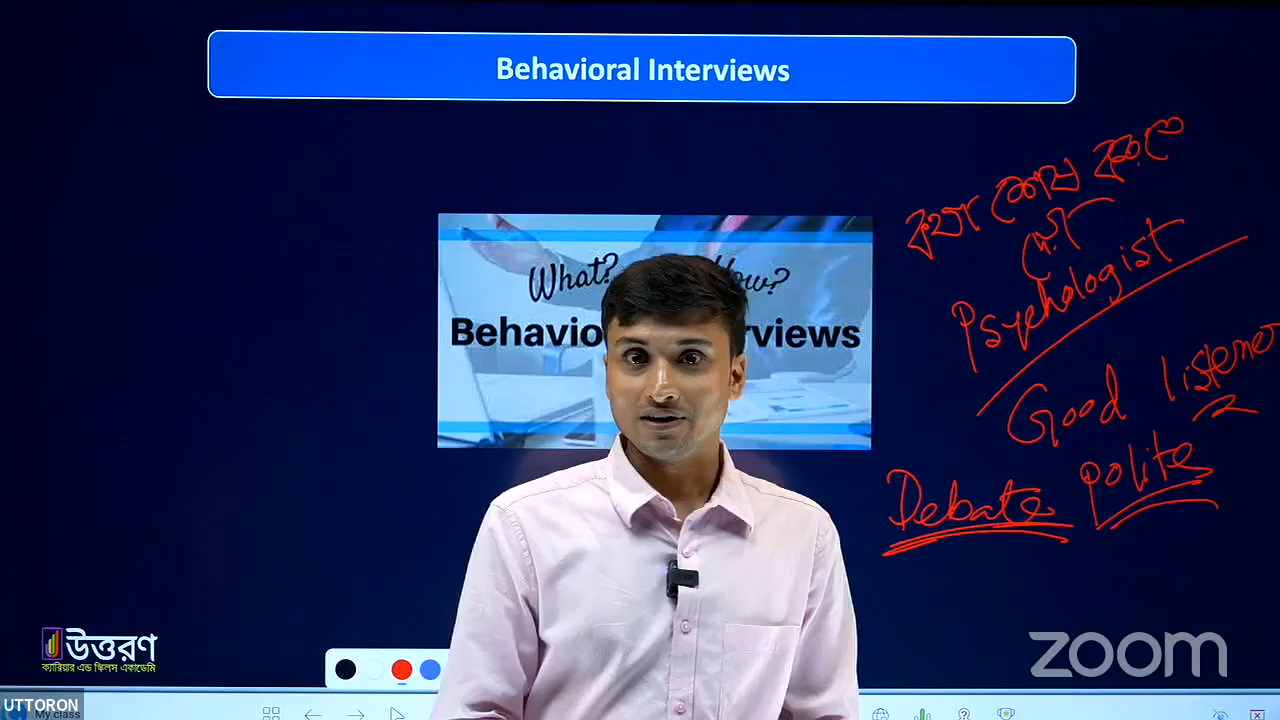 Behavioral Interviews
What? How?
Behavio rviews
কথা শেষ করতে
দেয়া
Psychologist
Good listener
Debate polite
উত্তরণ
ক্যারিয়ার এন্ড স্কিলস একাডেমি
zoom
UTTORON
My class